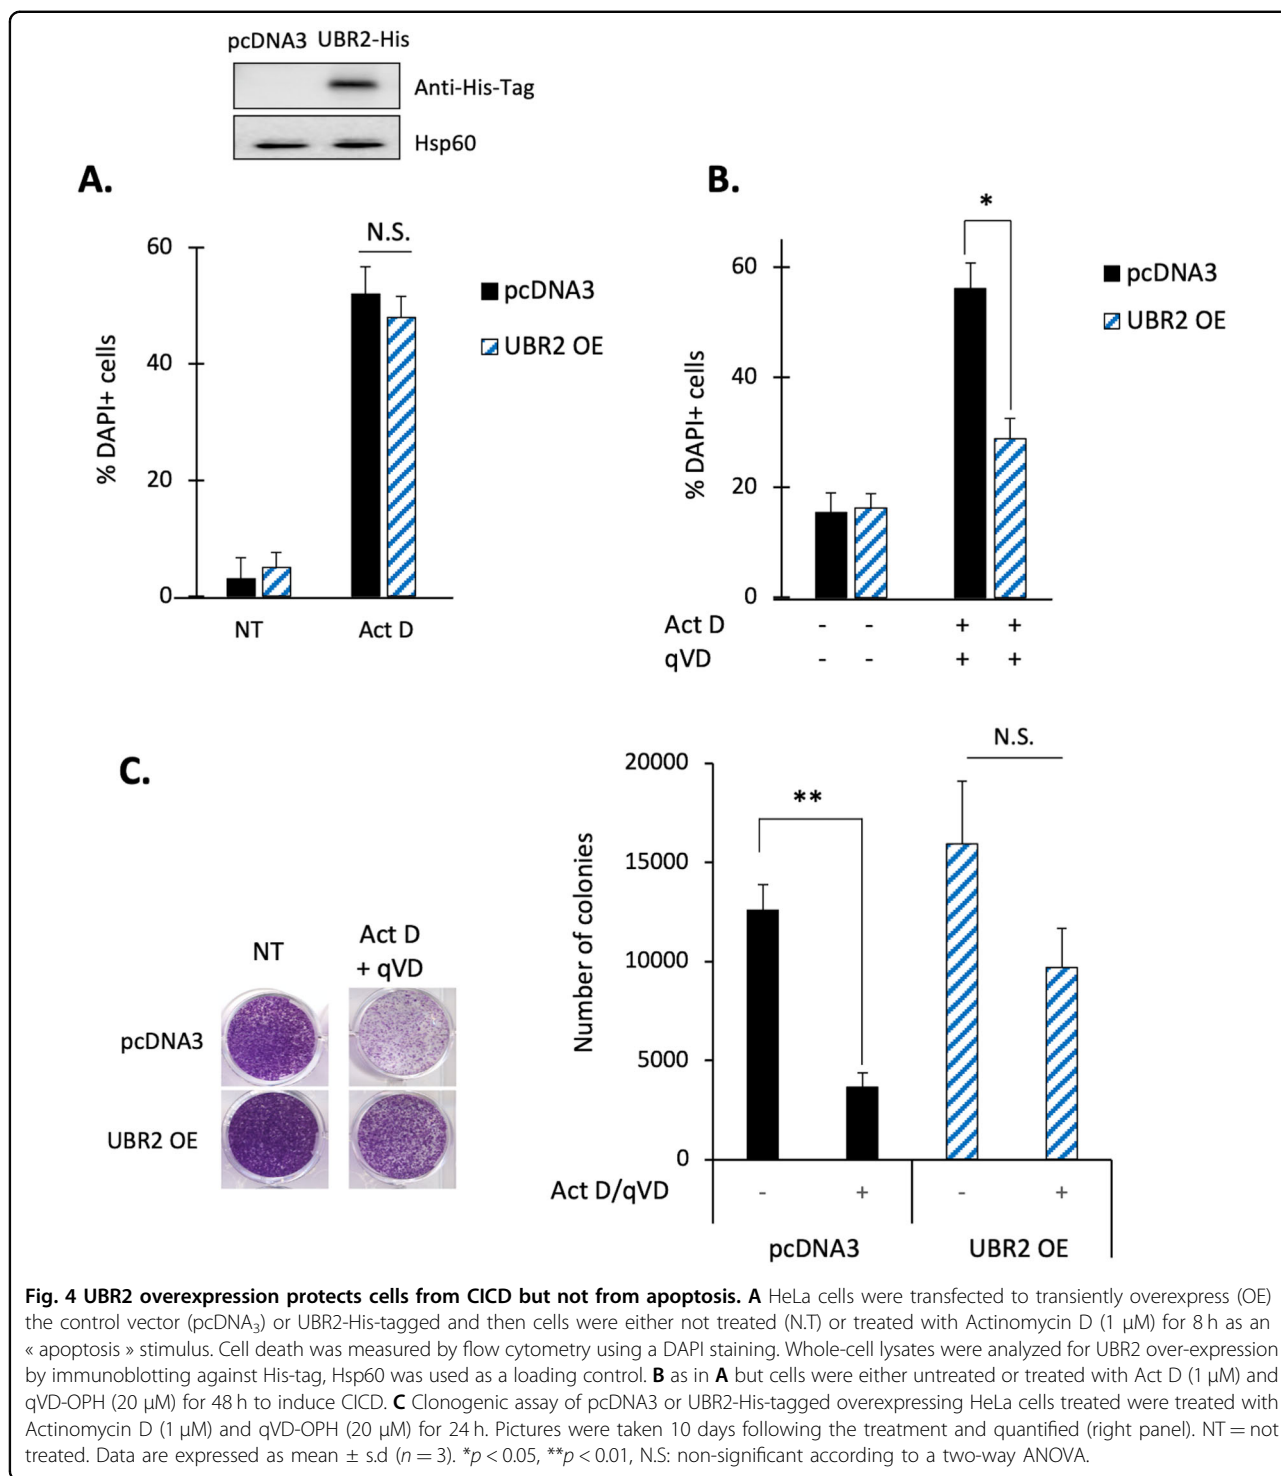 pcDNA3 UBR2-His
Anti-His-Tag
Hsp60
A.
N.S.
60
40
20
0
% DAPI+ cells
pcDNA3
UBR2 OE
NT Act D
B.
*
60
40
20
0
% DAPI+ cells
pcDNA3
UBR2 OE
Act D - - + +
qVD - - + +
C.
NT
Act D
+ qVD
pcDNA3
UBR2 OE
N.S.
**
20000
15000
10000
5000
0
Number of colonies
Act D/qVD - + - +
pcDNA3 UBR2 OE
Fig. 4 UBR2 overexpression protects cells from CICD but not from apoptosis. A HeLa cells were transfected to transiently overexpress (OE)
the control vector (pcDNA₃) or UBR2-His-tagged and then cells were either not treated (N.T) or treated with Actinomycin D (1 µM) for 8 h as an
« apoptosis » stimulus. Cell death was measured by flow cytometry using a DAPI staining. Whole-cell lysates were analyzed for UBR2 over-expression
by immunoblotting against His-tag, Hsp60 was used as a loading control. B as in A but cells were either untreated or treated with Act D (1 µM) and
qVD-OPH (20 µM) for 48 h to induce CICD. C Clonogenic assay of pcDNA3 or UBR2-His-tagged overexpressing HeLa cells treated were treated with
Actinomycin D (1 µM) and qVD-OPH (20 µM) for 24 h. Pictures were taken 10 days following the treatment and quantified (right panel). NT = not
treated. Data are expressed as mean ± s.d (n = 3). *p < 0.05, **p < 0.01, N.S: non-significant according to a two-way ANOVA.